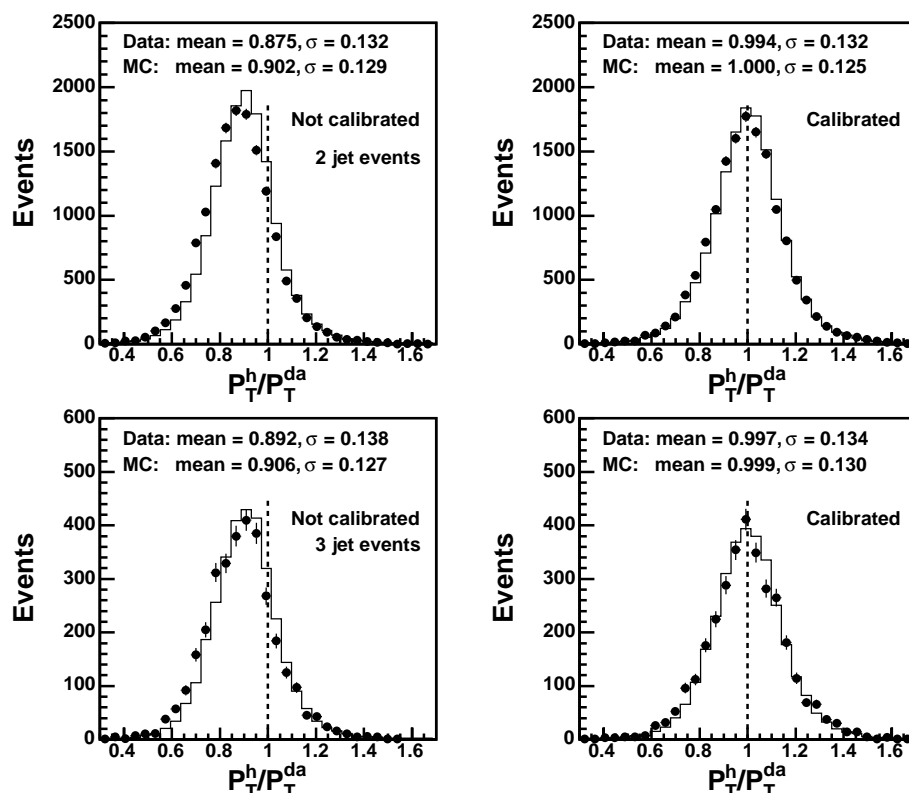 Data: mean = 0.875, σ = 0.132
MC: mean = 0.902, σ = 0.129
Not calibrated
2 jet events
Events
2500
2000
1500
1000
500
0
0.4 0.6 0.8 1 1.2 1.4 1.6
P_T^h/P_T^da
Data: mean = 0.994, σ = 0.132
MC: mean = 1.000, σ = 0.125
Calibrated
Events
2500
2000
1500
1000
500
0
0.4 0.6 0.8 1 1.2 1.4 1.6
P_T^h/P_T^da
Data: mean = 0.892, σ = 0.138
MC: mean = 0.906, σ = 0.127
Not calibrated
3 jet events
Events
600
500
400
300
200
100
0
0.4 0.6 0.8 1 1.2 1.4 1.6
P_T^h/P_T^da
Data: mean = 0.997, σ = 0.134
MC: mean = 0.999, σ = 0.130
Calibrated
Events
600
500
400
300
200
100
0
0.4 0.6 0.8 1 1.2 1.4 1.6
P_T^h/P_T^da